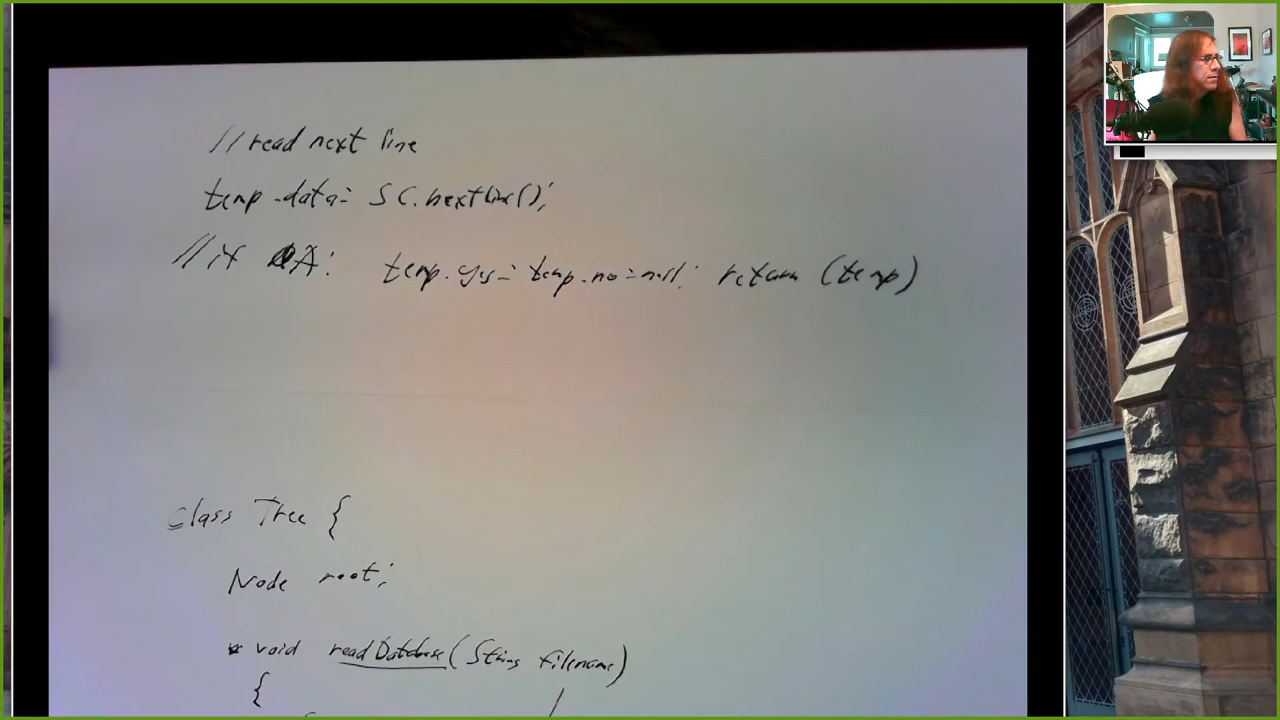 //read next line
temp.data= SC.nextLine();
//if A: temp.yes= temp.no=null; return (temp)
class Tree {
Node root;
* void readDatabase(String filename)
{